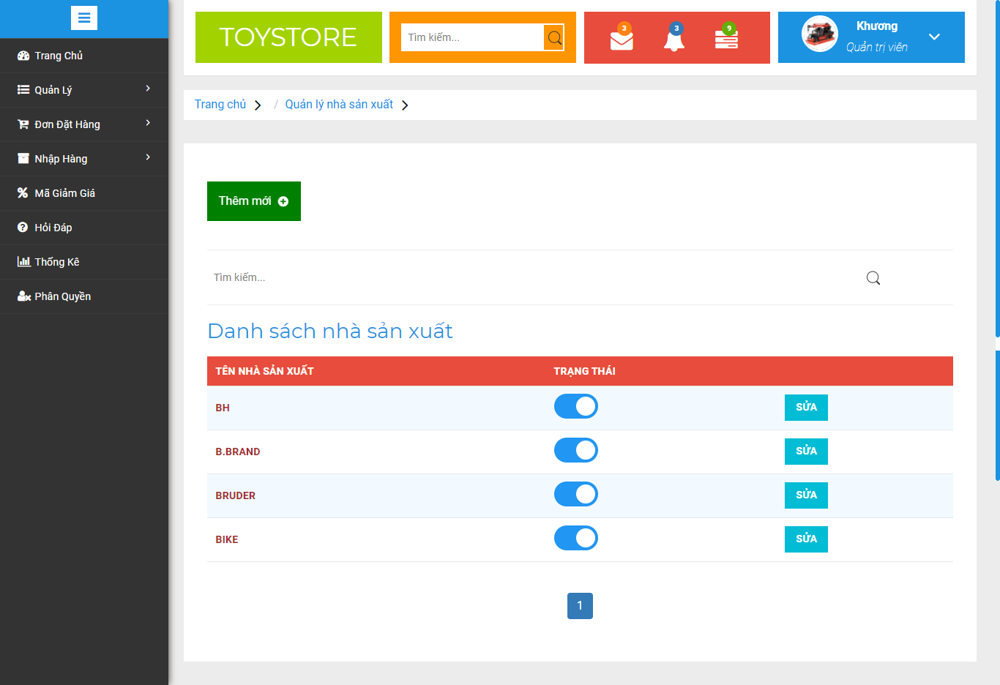 Trang Chủ
Quản Lý
Đơn Đặt Hàng
Nhập Hàng
Mã Giảm Giá
Hỏi Đáp
Thống Kê
Phân Quyền
TOYSTORE
Tìm kiếm...
3
3
9
Khương
Quản trị viên
Trang chủ / Quản lý nhà sản xuất
Thêm mới
Tìm kiếm...
Danh sách nhà sản xuất
TÊN NHÀ SẢN XUẤT TRẠNG THÁI
BH SỬA
B.BRAND SỬA
BRUDER SỬA
BIKE SỬA
1